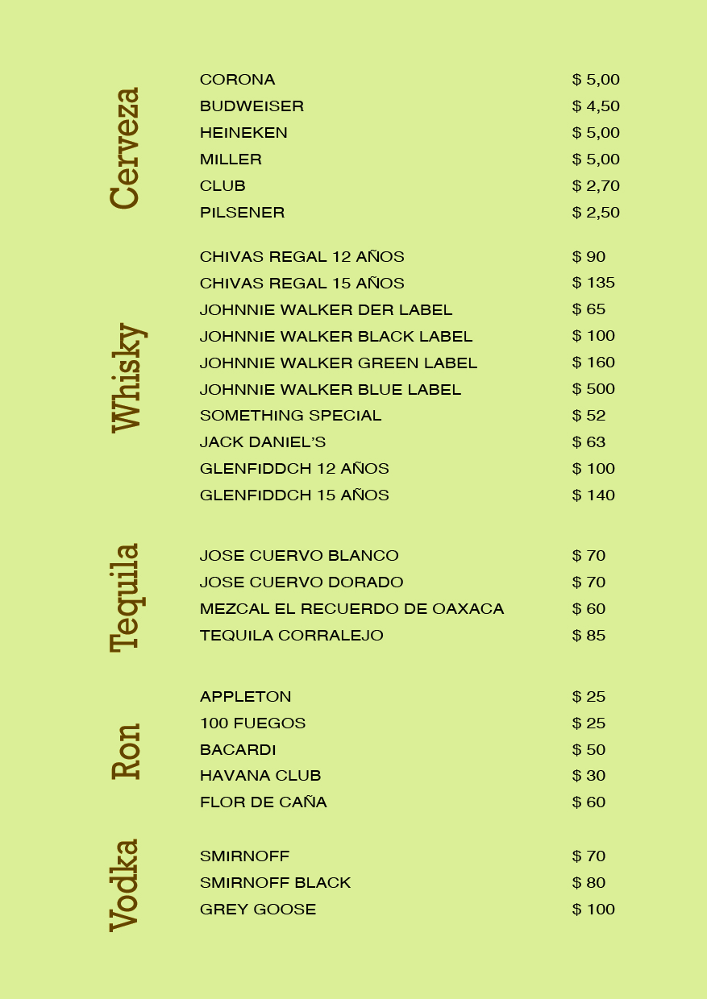 Cerveza
CORONA $ 5,00
BUDWEISER $ 4,50
HEINEKEN $ 5,00
MILLER $ 5,00
CLUB $ 2,70
PILSENER $ 2,50
Whisky
CHIVAS REGAL 12 AÑOS $ 90
CHIVAS REGAL 15 AÑOS $ 135
JOHNNIE WALKER DER LABEL $ 65
JOHNNIE WALKER BLACK LABEL $ 100
JOHNNIE WALKER GREEN LABEL $ 160
JOHNNIE WALKER BLUE LABEL $ 500
SOMETHING SPECIAL $ 52
JACK DANIEL’S $ 63
GLENFIDDCH 12 AÑOS $ 100
GLENFIDDCH 15 AÑOS $ 140
Tequila
JOSE CUERVO BLANCO $ 70
JOSE CUERVO DORADO $ 70
MEZCAL EL RECUERDO DE OAXACA $ 60
TEQUILA CORRALEJO $ 85
Ron
APPLETON $ 25
100 FUEGOS $ 25
BACARDI $ 50
HAVANA CLUB $ 30
FLOR DE CAÑA $ 60
Vodka
SMIRNOFF $ 70
SMIRNOFF BLACK $ 80
GREY GOOSE $ 100